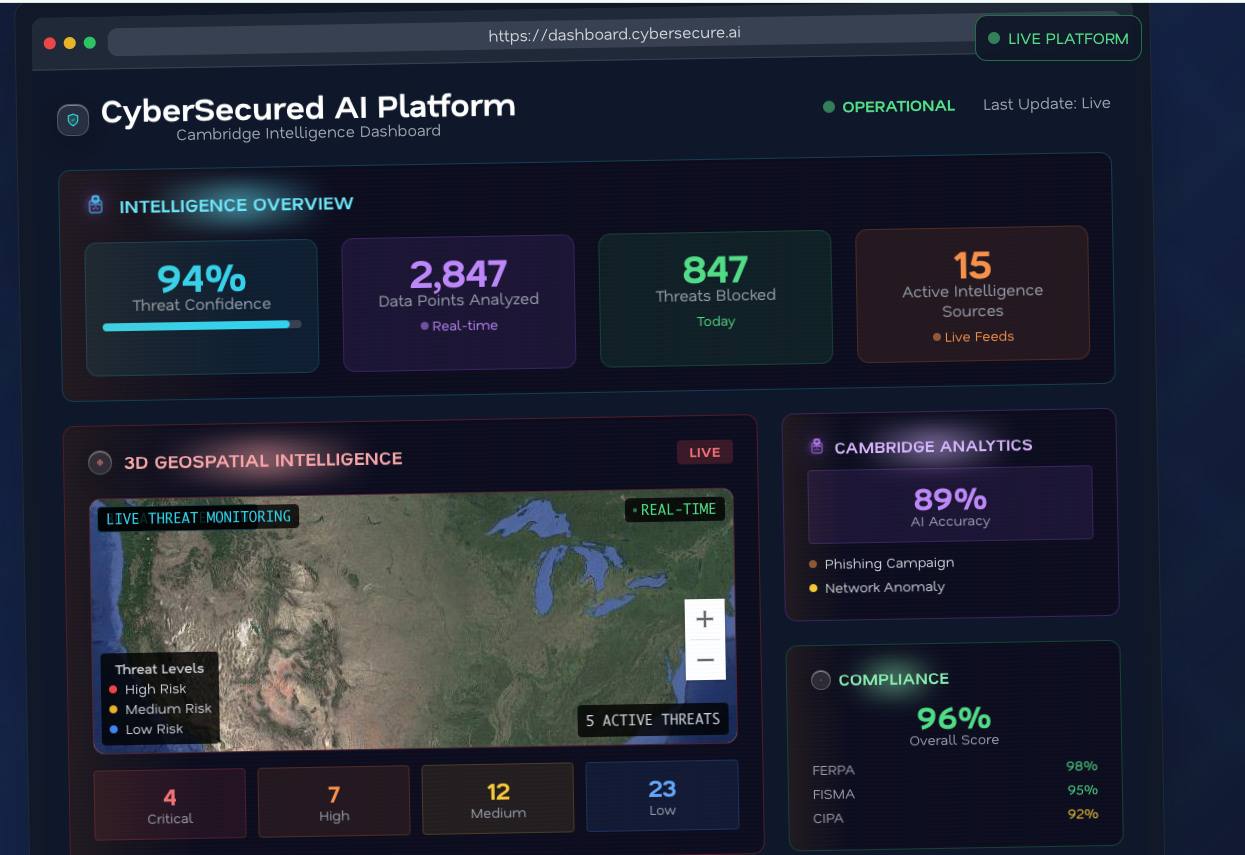 https://dashboard.cybersecure.ai
LIVE PLATFORM
CyberSecured AI Platform
Cambridge Intelligence Dashboard
OPERATIONAL
Last Update: Live
INTELLIGENCE OVERVIEW
94%
Threat Confidence
2,847
Data Points Analyzed
Real-time
847
Threats Blocked
Today
15
Active Intelligence
Sources
Live Feeds
3D GEOSPATIAL INTELLIGENCE
LIVE
LIVE THREAT MONITORING
REAL-TIME
+
−
Threat Levels
High Risk
Medium Risk
Low Risk
5 ACTIVE THREATS
4
Critical
7
High
12
Medium
23
Low
CAMBRIDGE ANALYTICS
89%
AI Accuracy
Phishing Campaign
Network Anomaly
COMPLIANCE
96%
Overall Score
FERPA 98%
FISMA 95%
CIPA 92%